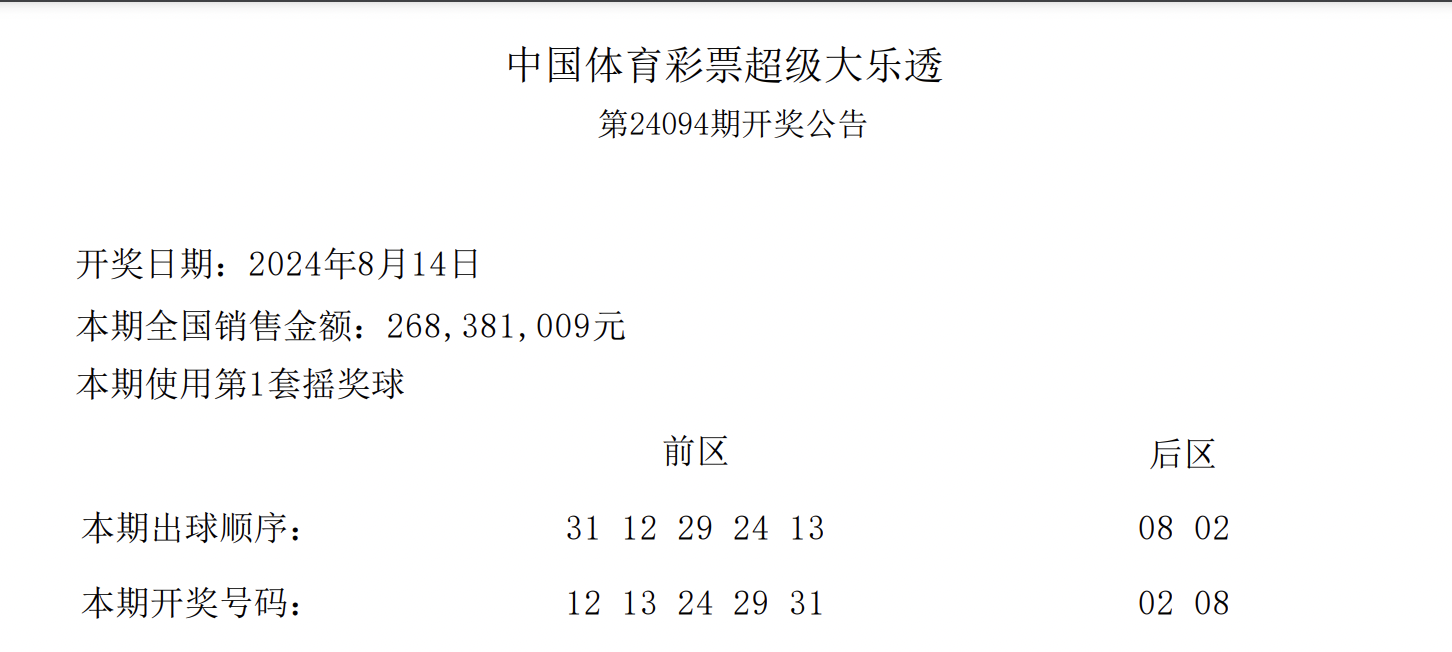 中国体育彩票超级大乐透
第24094期开奖公告
开奖日期：2024年8月14日
本期全国销售金额：268,381,009元
本期使用第1套摇奖球
前区 后区
本期出球顺序： 31 12 29 24 13 08 02
本期开奖号码： 12 13 24 29 31 02 08